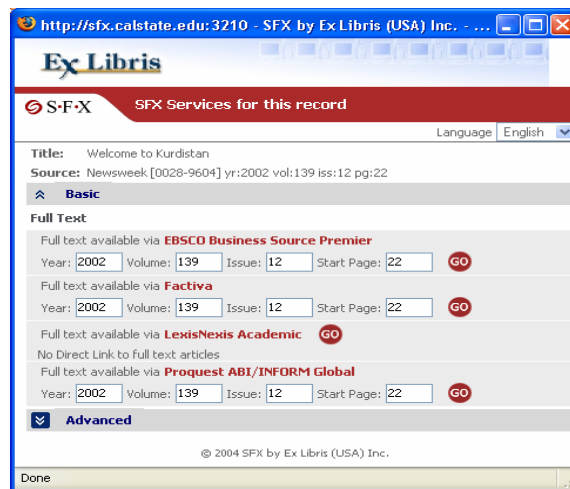 http://sfx.calstate.edu:3210 - SFX by Ex Libris (USA) Inc. - ...
Ex Libris
S·F·X SFX Services for this record
Language English
Title: Welcome to Kurdistan
Source: Newsweek [0028-9604] yr:2002 vol:139 iss:12 pg:22
Basic
Full Text
Full text available via EBSCO Business Source Premier
Year: 2002 Volume: 139 Issue: 12 Start Page: 22 GO
Full text available via Factiva
Year: 2002 Volume: 139 Issue: 12 Start Page: 22 GO
Full text available via LexisNexis Academic GO
No Direct Link to full text articles
Full text available via Proquest ABI/INFORM Global
Year: 2002 Volume: 139 Issue: 12 Start Page: 22 GO
Advanced
© 2004 SFX by Ex Libris (USA) Inc.
Done